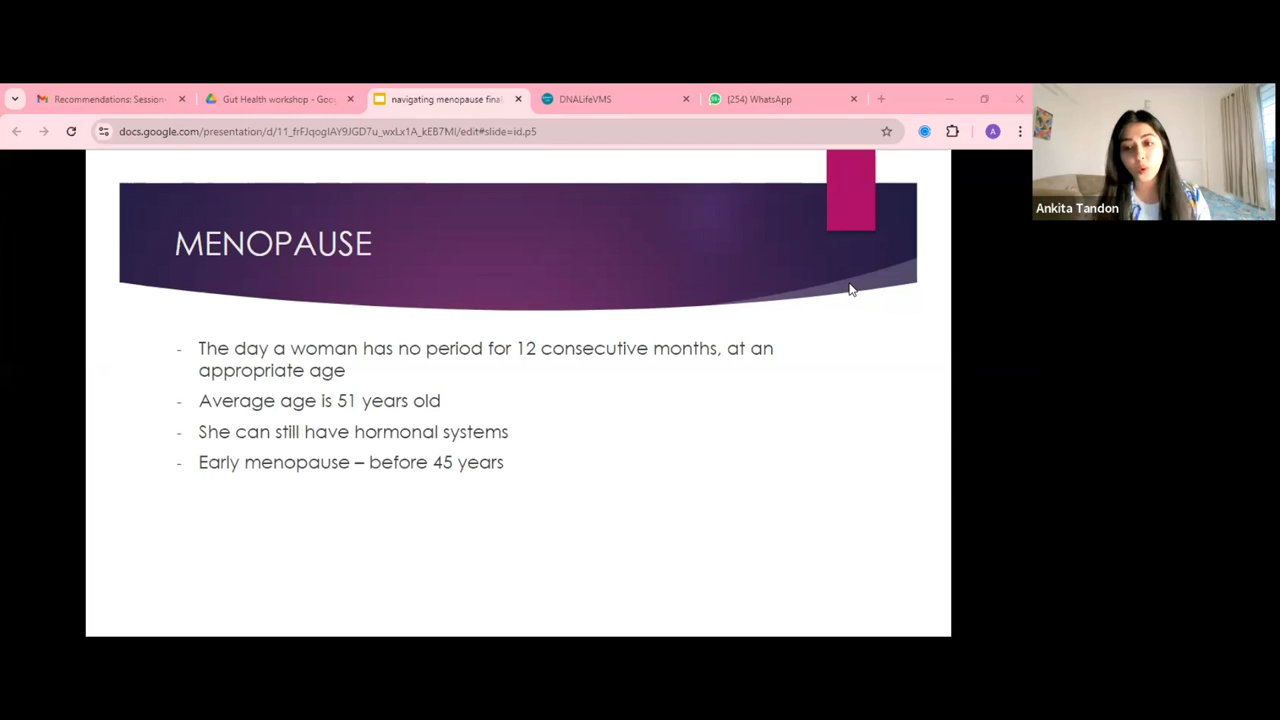 Recommendations: Session-
Gut Health workshop - Goo
navigating menopause final
DNALifeVMS
(254) WhatsApp
docs.google.com/presentation/d/11_frFJqogIAY9JGD7u_wxLx1A_kEB7MI/edit#slide=id.p5
A
Ankita Tandon
MENOPAUSE
- The day a woman has no period for 12 consecutive months, at an
appropriate age
- Average age is 51 years old
- She can still have hormonal systems
- Early menopause – before 45 years